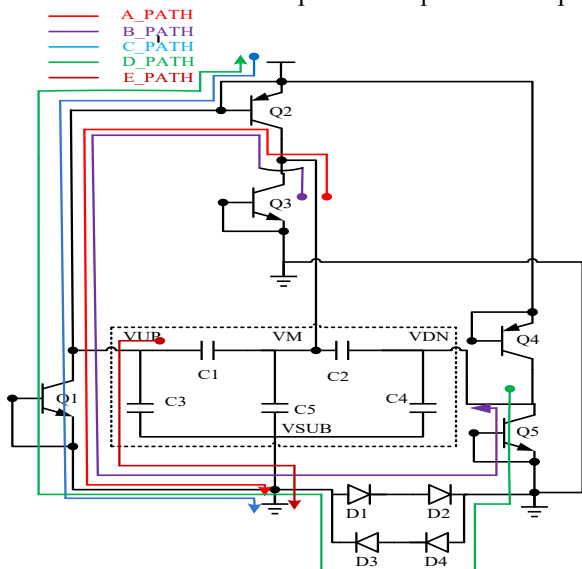 A_PATH
B_PATH
C_PATH
D_PATH
E_PATH
Q2
Q3
VUP VM VDN Q4
C1 C2
Q1 C3 C5 C4
VSUB Q5
D1 D2
D3 D4